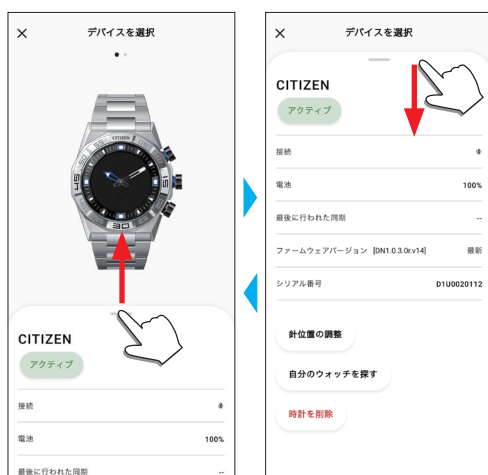 デバイスを選択
CITIZEN
45
15
30
CITIZEN
アクティブ
接続
電池 100%
最後に行われた同期 --
デバイスを選択
CITIZEN
アクティブ
接続
電池 100%
最後に行われた同期 --
ファームウェアバージョン [DN1.0.3.0r.v14] 最新
シリアル番号 D1U0020112
針位置の調整
自分のウォッチを探す
時計を削除